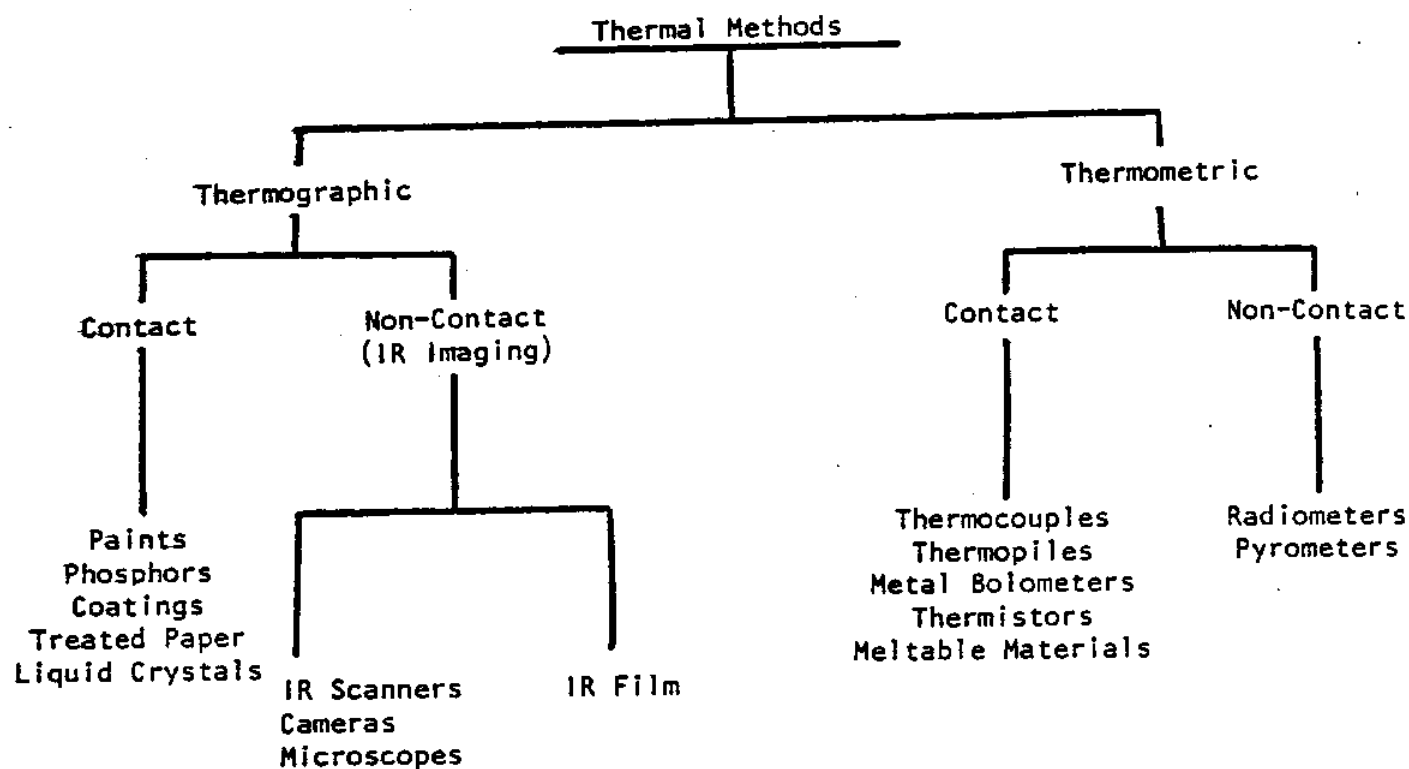 Thermal Methods
Thermographic
Thermometric
Contact
Non-Contact
(IR Imaging)
Contact
Non-Contact
Paints
Phosphors
Coatings
Treated Paper
Liquid Crystals
IR Scanners
Cameras
Microscopes
IR Film
Thermocouples
Thermopiles
Metal Bolometers
Thermistors
Meltable Materials
Radiometers
Pyrometers